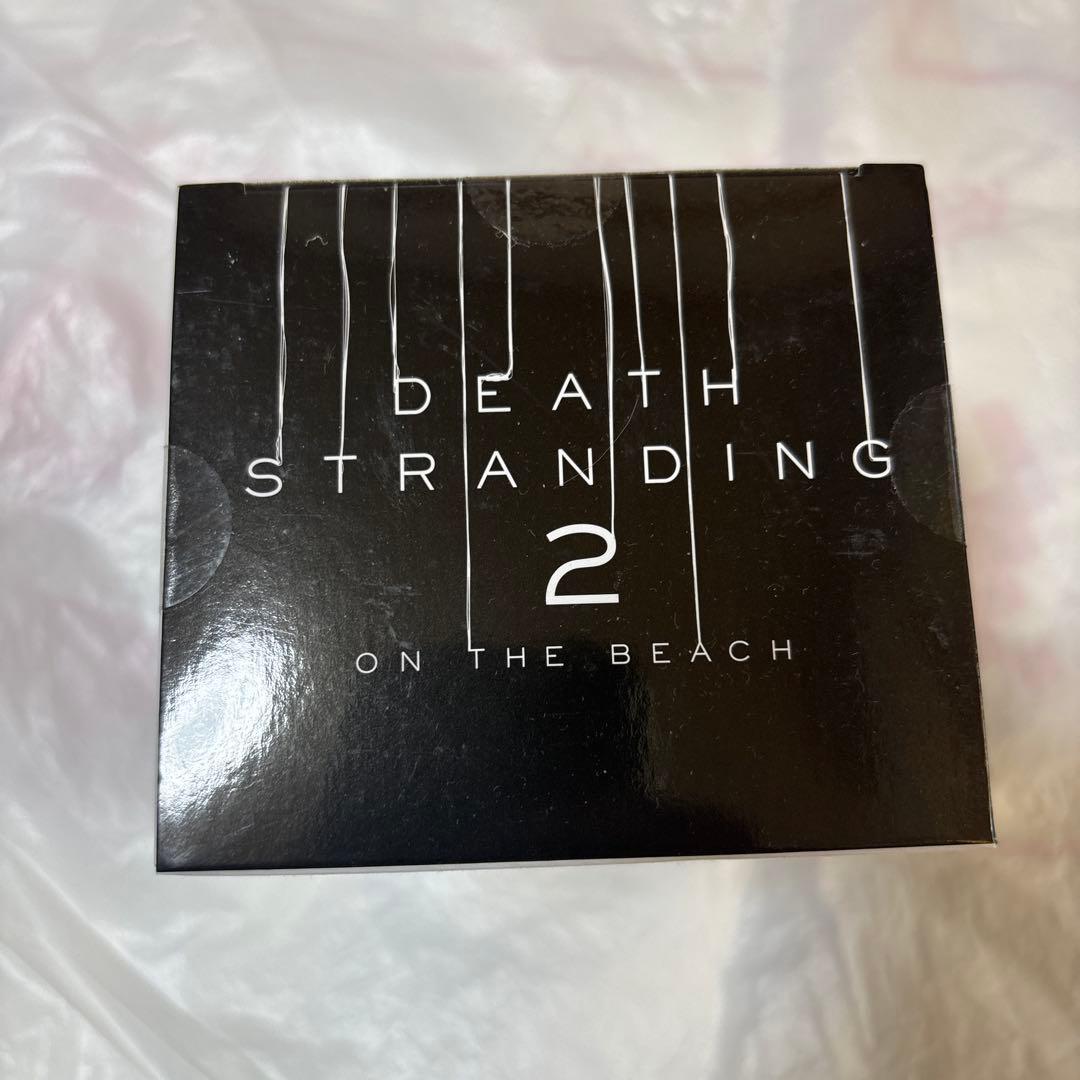 DEATH
STRANDING
2
ON THE BEACH